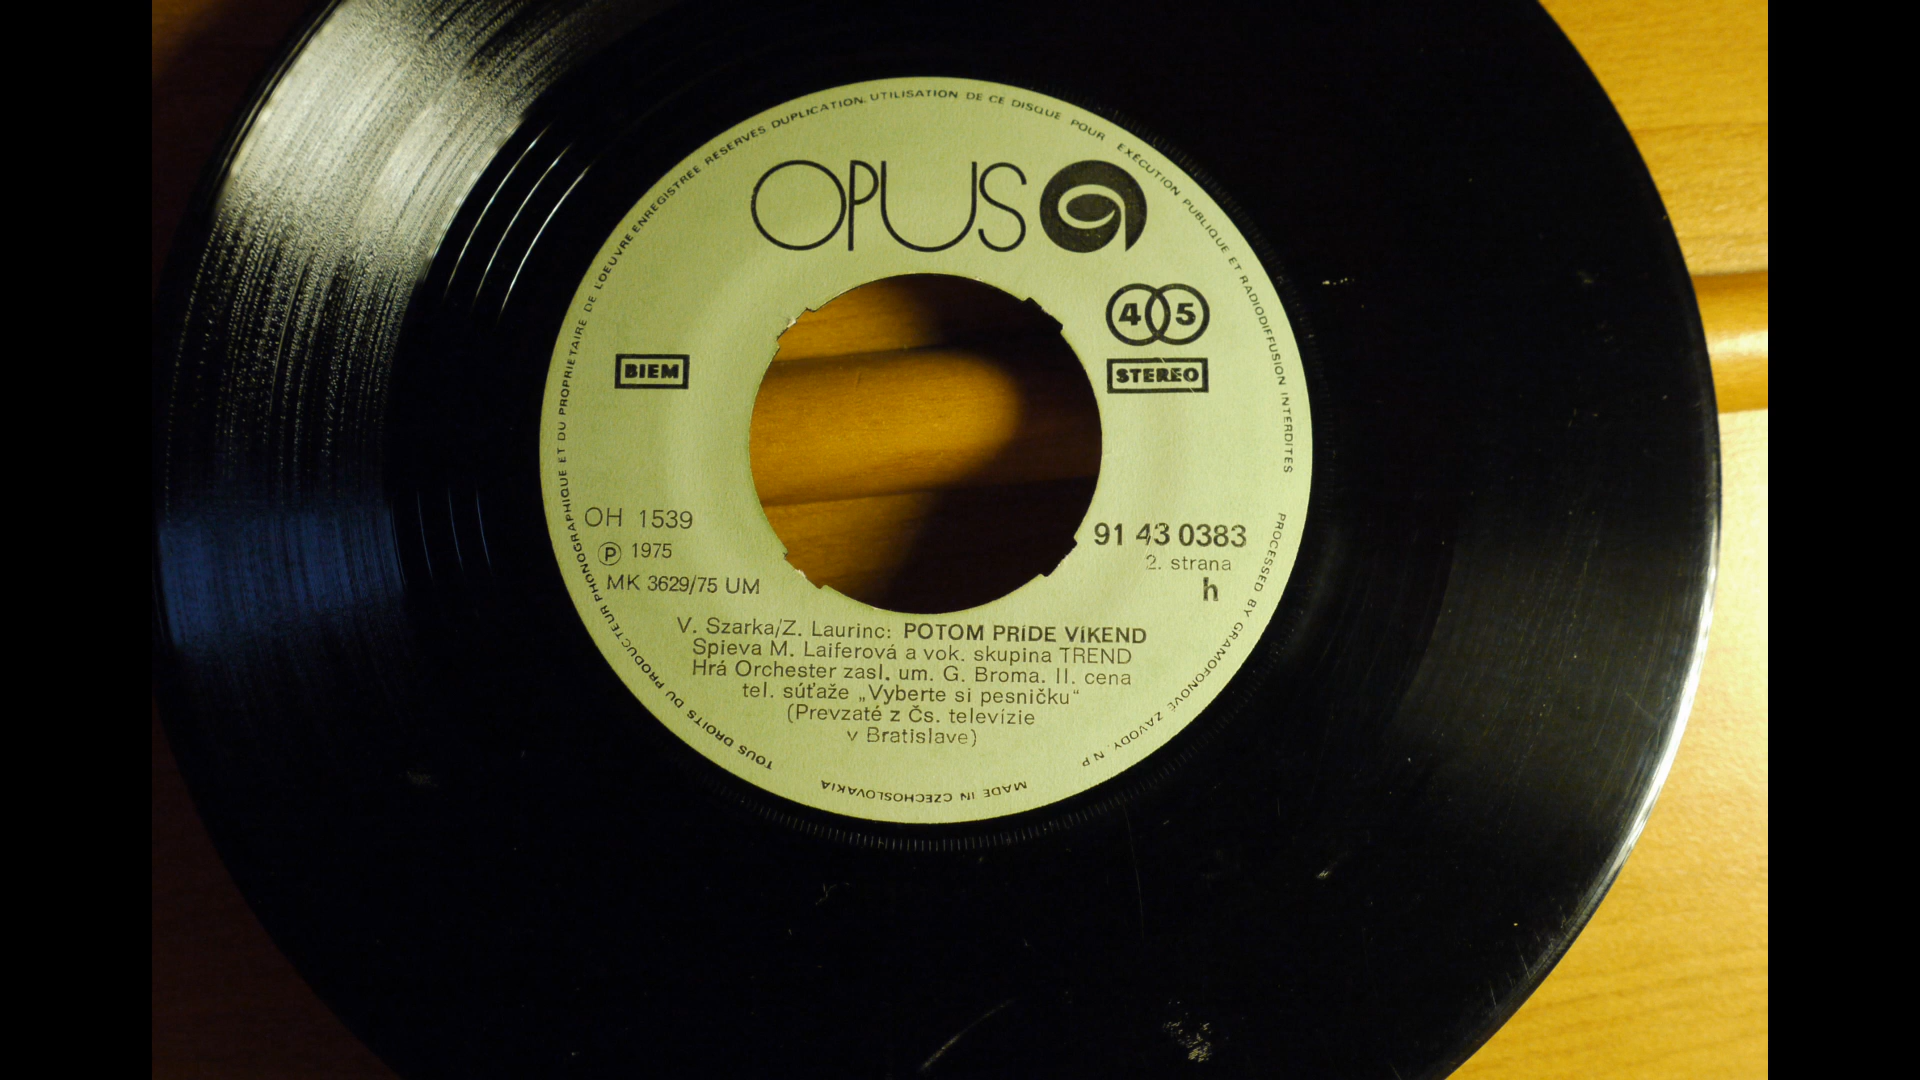 OPUS
45
STEREO
BIEM
OH 1539
Ⓟ 1975
MK 3629/75 UM
91 43 0383
2. strana
h
V. Szarka/Z. Laurinc: POTOM PRÍDE VÍKEND
Spieva M. Laiferová a vok. skupina TREND
Hrá Orchester zasl. um. G. Broma. II. cena
tel. súťaže „Vyberte si pesničku“
(Prevzaté z Čs. televízie
v Bratislave)
TOUS DROITS DU PRODUCTEUR PHONOGRAPHIQUE ET DU PROPRIETAIRE DE L'OEUVRE ENREGISTREE RESERVES DUPLICATION. UTILISATION DE CE DISQUE POUR EXÉCUTION PUBLIQUE ET RADIODIFFUSION INTERDITES
PROCESSED BY GRAMOFONOVÉ ZÁVODY, N P
MADE IN CZECHOSLOVAKIA